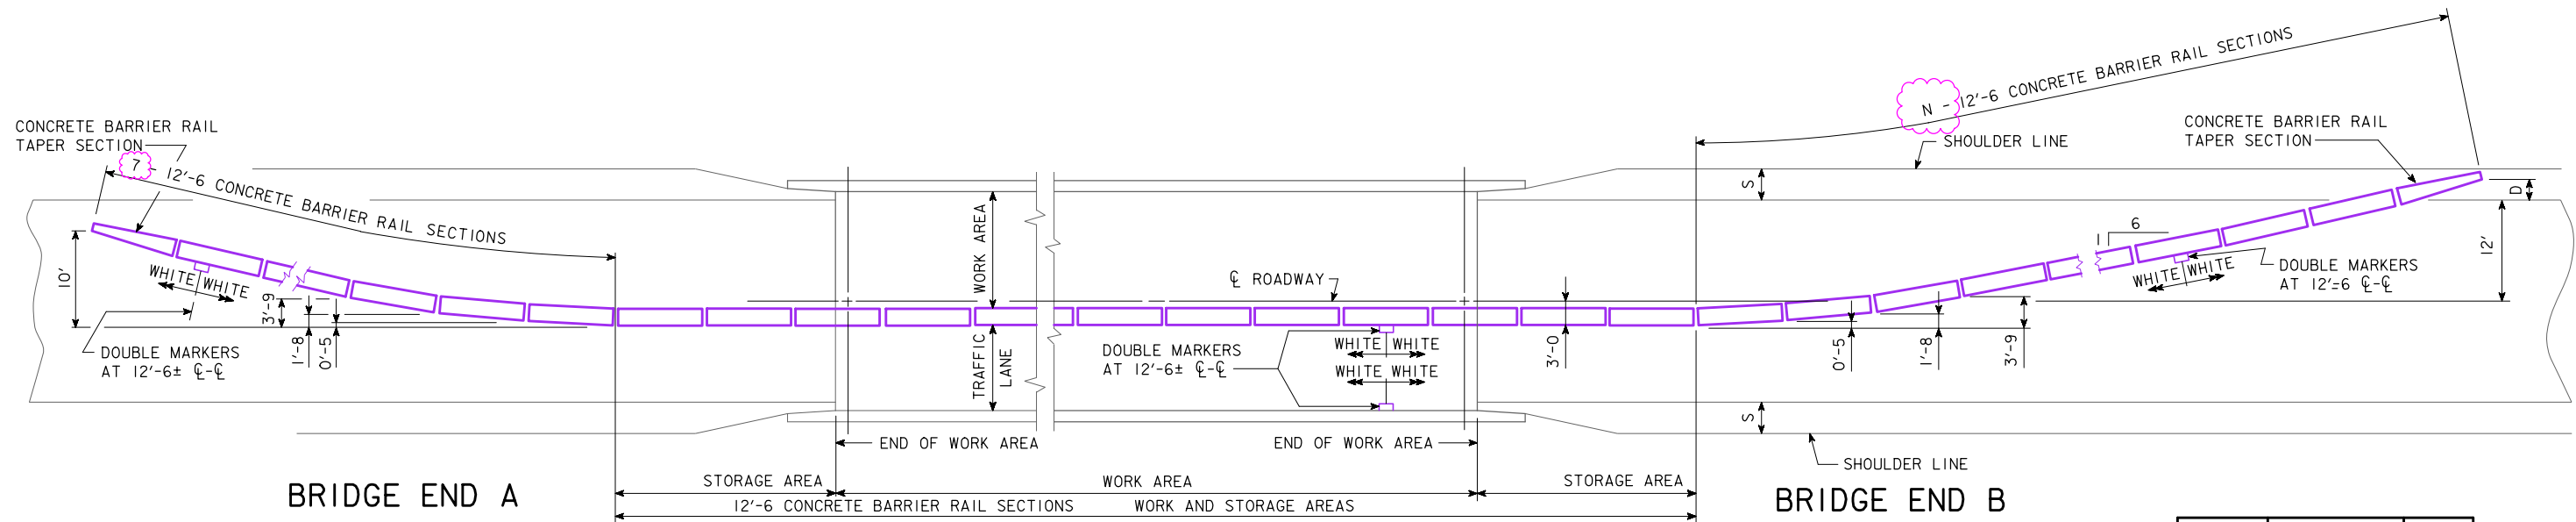 CONCRETE BARRIER RAIL
TAPER SECTION
7 - 12'-6 CONCRETE BARRIER RAIL SECTIONS
10'
WHITE WHITE
3'-9
1'-8
0'-5
DOUBLE MARKERS
AT 12'-6± ℄-℄
BRIDGE END A
WORK AREA
TRAFFIC
LANE
℄ ROADWAY
DOUBLE MARKERS
AT 12'-6± ℄-℄
WHITE WHITE
WHITE WHITE
3'-0
END OF WORK AREA
END OF WORK AREA
STORAGE AREA
WORK AREA
STORAGE AREA
12'-6 CONCRETE BARRIER RAIL SECTIONS
WORK AND STORAGE AREAS
N - 12'-6 CONCRETE BARRIER RAIL SECTIONS
SHOULDER LINE
CONCRETE BARRIER RAIL
TAPER SECTION
S
D
12'
1
6
WHITE WHITE
DOUBLE MARKERS
AT 12'=6 ℄-℄
0'-5
1'-8
3'-9
S
SHOULDER LINE
BRIDGE END B